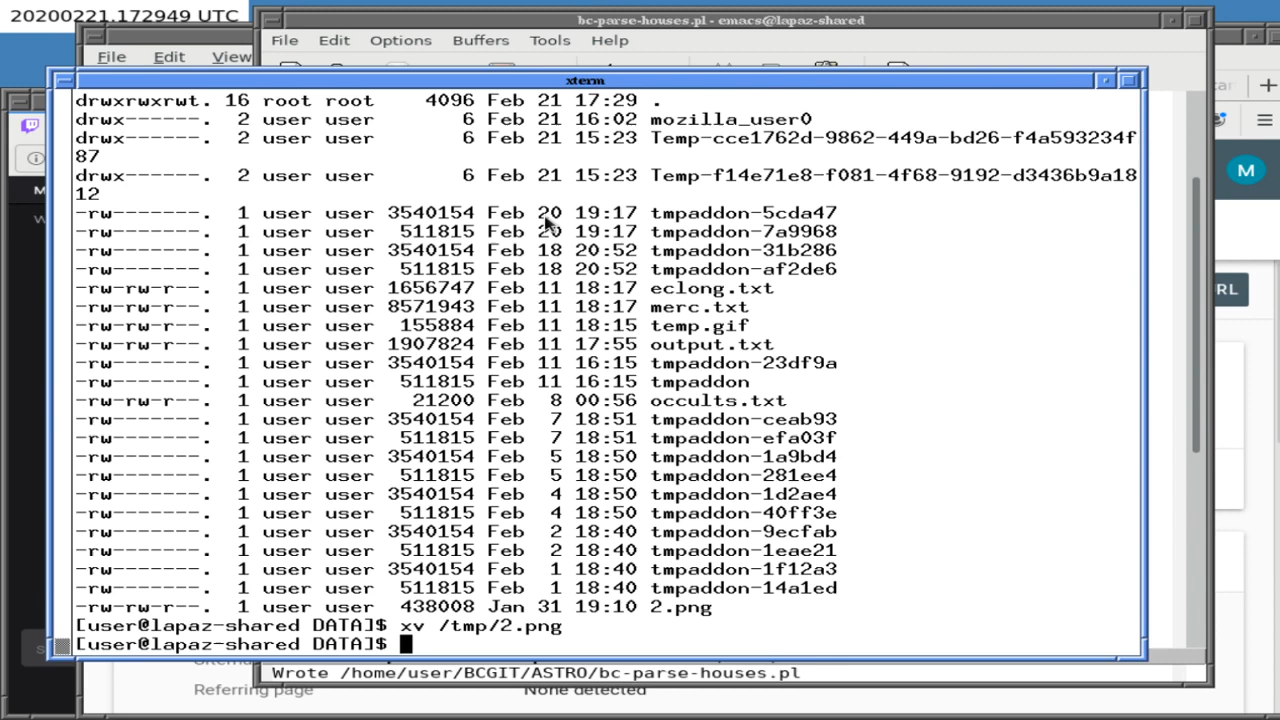 20200221.172949 UTC
bc-parse-houses.pl - emacs@lapaz-shared
File Edit Options Buffers Tools Help
File Edit View
xterm
drwxrwxrwt. 16 root root 4096 Feb 21 17:29 .
drwx------. 2 user user 6 Feb 21 16:02 mozilla_user0
drwx------. 2 user user 6 Feb 21 15:23 Temp-cce1762d-9862-449a-bd26-f4a593234f
87
drwx------. 2 user user 6 Feb 21 15:23 Temp-f14e71e8-f081-4f68-9192-d3436b9a18
12
-rw-------. 1 user user 3540154 Feb 20 19:17 tmpaddon-5cda47
-rw-------. 1 user user 511815 Feb 20 19:17 tmpaddon-7a9968
-rw-------. 1 user user 3540154 Feb 18 20:52 tmpaddon-31b286
-rw-------. 1 user user 511815 Feb 18 20:52 tmpaddon-af2de6
-rw-rw-r--. 1 user user 1656747 Feb 11 18:17 eclong.txt
-rw-rw-r--. 1 user user 8571943 Feb 11 18:17 merc.txt
-rw-rw-r--. 1 user user 155884 Feb 11 18:15 temp.gif
-rw-rw-r--. 1 user user 1907824 Feb 11 17:55 output.txt
-rw-------. 1 user user 3540154 Feb 11 16:15 tmpaddon-23df9a
-rw-------. 1 user user 511815 Feb 11 16:15 tmpaddon
-rw-rw-r--. 1 user user 21200 Feb 8 00:56 occults.txt
-rw-------. 1 user user 3540154 Feb 7 18:51 tmpaddon-ceab93
-rw-------. 1 user user 511815 Feb 7 18:51 tmpaddon-efa03f
-rw-------. 1 user user 3540154 Feb 5 18:50 tmpaddon-1a9bd4
-rw-------. 1 user user 511815 Feb 5 18:50 tmpaddon-281ee4
-rw-------. 1 user user 3540154 Feb 4 18:50 tmpaddon-1d2ae4
-rw-------. 1 user user 511815 Feb 4 18:50 tmpaddon-40ff3e
-rw-------. 1 user user 3540154 Feb 2 18:40 tmpaddon-9ecfab
-rw-------. 1 user user 511815 Feb 2 18:40 tmpaddon-1eae21
-rw-------. 1 user user 3540154 Feb 1 18:40 tmpaddon-1f12a3
-rw-------. 1 user user 511815 Feb 1 18:40 tmpaddon-14a1ed
-rw-rw-r--. 1 user user 438008 Jan 31 19:10 2.png
[user@lapaz-shared DATA]$ xv /tmp/2.png
[user@lapaz-shared DATA]$
M
RL
Wrote /home/user/BCGIT/ASTRO/bc-parse-houses.pl
Referring page None detected